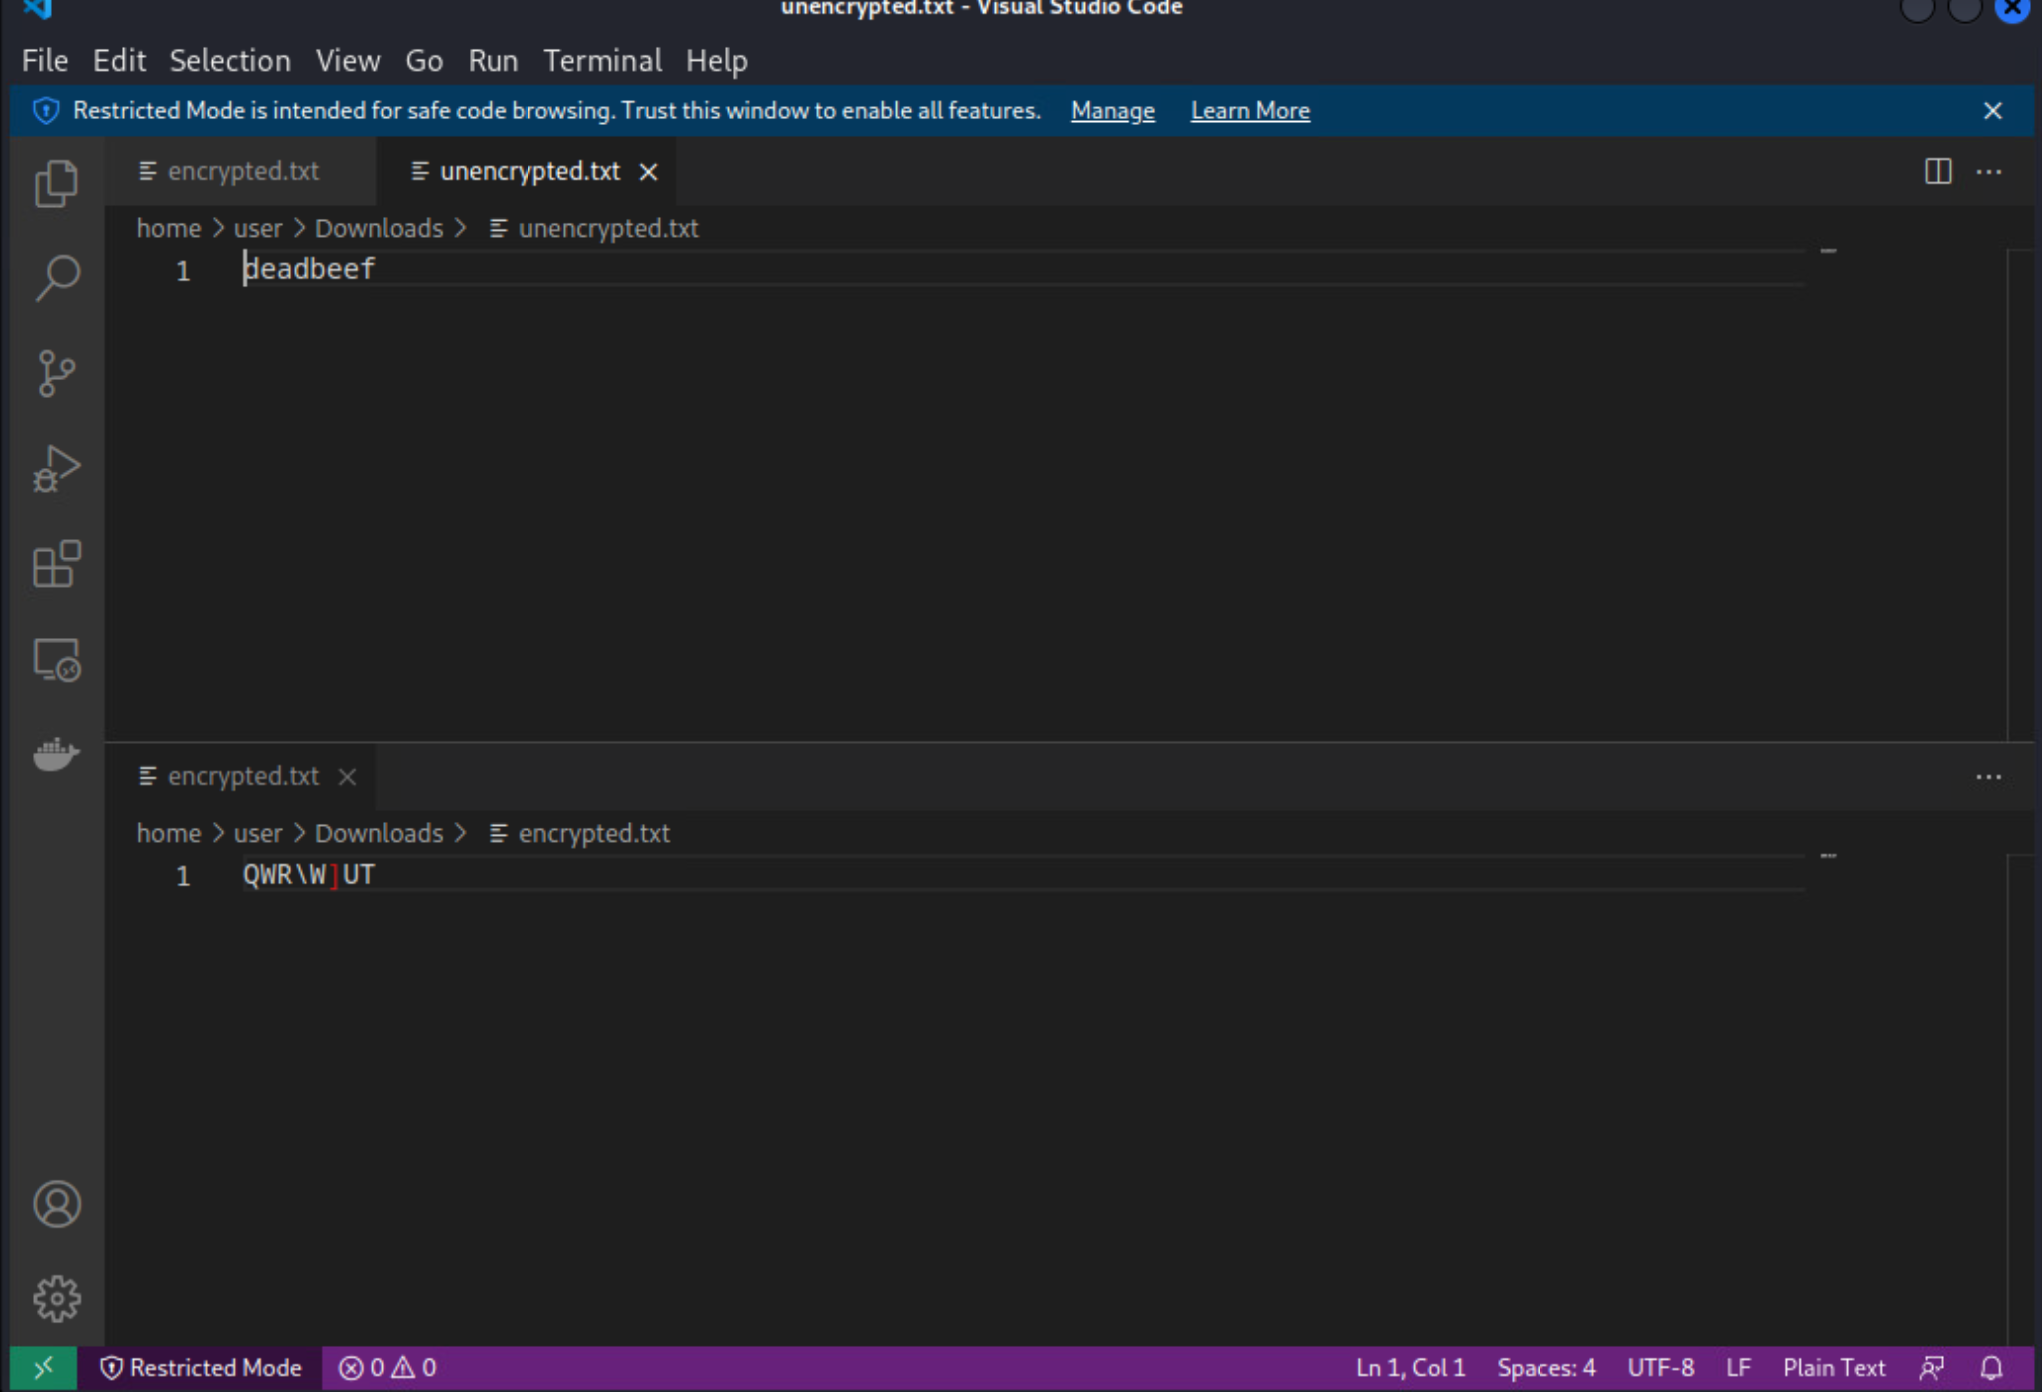 unencrypted.txt - Visual Studio Code
File Edit Selection View Go Run Terminal Help
Restricted Mode is intended for safe code browsing. Trust this window to enable all features. Manage Learn More
encrypted.txt unencrypted.txt
home > user > Downloads > unencrypted.txt
1 deadbeef
encrypted.txt
home > user > Downloads > encrypted.txt
1 QWR\W]UT
Restricted Mode 0 0 Ln 1, Col 1 Spaces: 4 UTF-8 LF Plain Text